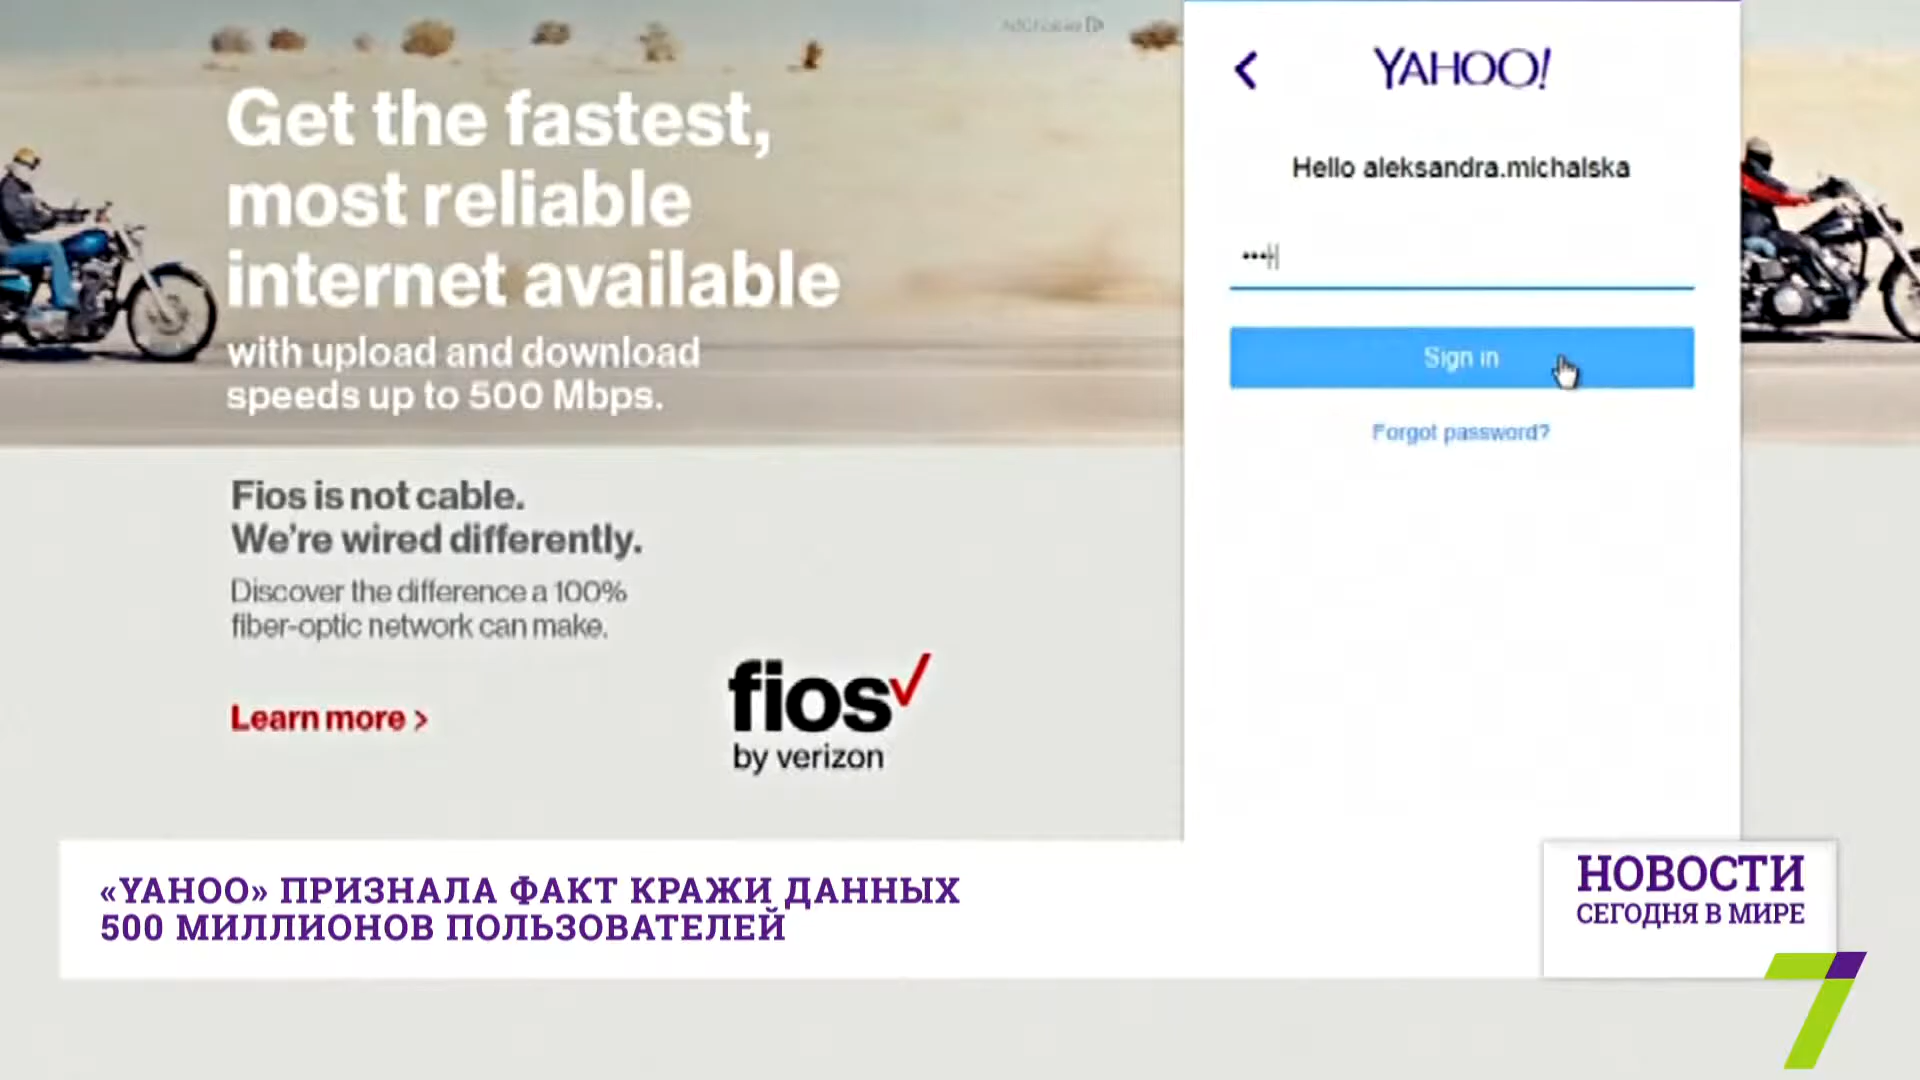 Get the fastest,
most reliable
internet available
with upload and download
speeds up to 500 Mbps.
Fios is not cable.
We're wired differently.
Discover the difference a 100%
fiber-optic network can make.
Learn more >
fios
by verizon
YAHOO!
Hello aleksandra.michalska
Sign in
Forgot password?
«YAHOO» ПРИЗНАЛА ФАКТ КРАЖИ ДАННЫХ
500 МИЛЛИОНОВ ПОЛЬЗОВАТЕЛЕЙ
НОВОСТИ
СЕГОДНЯ В МИРЕ
7